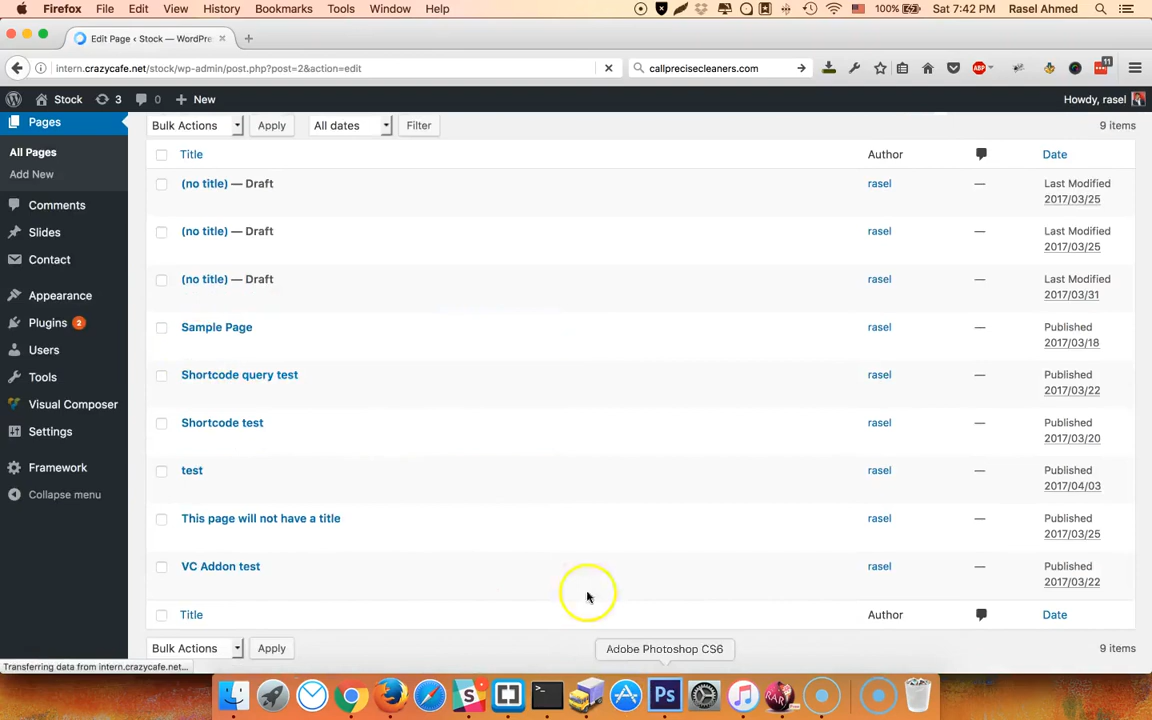 Firefox File Edit View History Bookmarks Tools Window Help 100% Sat 7:42 PM Rasel Ahmed
Edit Page ‹ Stock — WordPre
intern.crazycafe.net/stock/wp-admin/post.php?post=2&action=edit callprecisecleaners.com ABP 11
Stock 3 0 New Howdy, rasel
Pages
All Pages
Add New
Comments
Slides
Contact
Appearance
Plugins 2
Users
Tools
Visual Composer
Settings
Framework
Collapse menu
Bulk Actions Apply All dates Filter 9 items
Title Author Date
(no title) — Draft rasel — Last Modified
2017/03/25
(no title) — Draft rasel — Last Modified
2017/03/25
(no title) — Draft rasel — Last Modified
2017/03/31
Sample Page rasel — Published
2017/03/18
Shortcode query test rasel — Published
2017/03/22
Shortcode test rasel — Published
2017/03/20
test rasel — Published
2017/04/03
This page will not have a title rasel — Published
2017/03/25
VC Addon test rasel — Published
2017/03/22
Title Author Date
Bulk Actions Apply 9 items
Adobe Photoshop CS6
Transferring data from intern.crazycafe.net...
Ps RAR